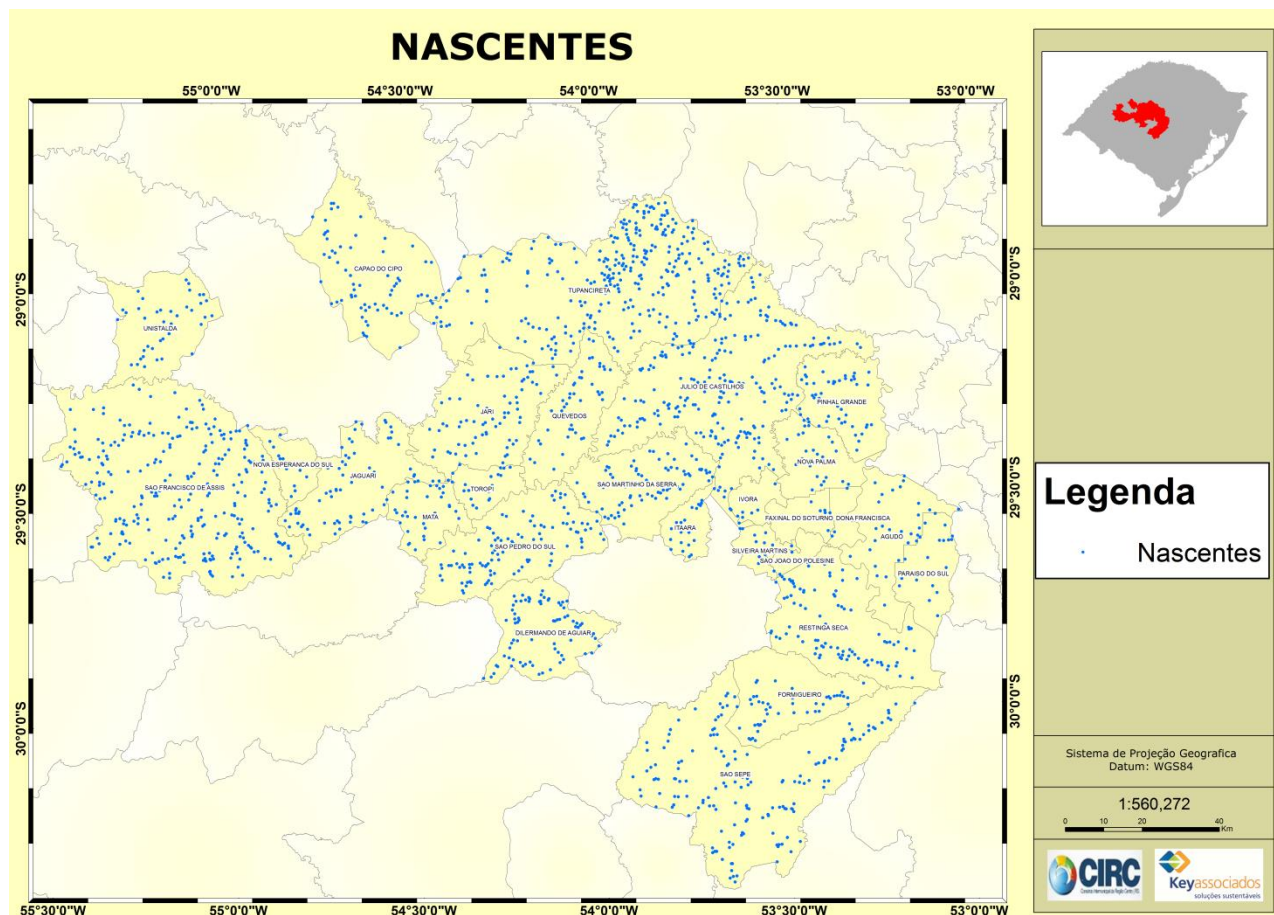 NASCENTES
55°0'0"W 54°30'0"W 54°0'0"W 53°30'0"W 53°0'0"W
29°0'0"S 29°0'0"S
29°30'0"S 29°30'0"S
30°0'0"S 30°0'0"S
CAPAO DO CIPO
TUPANCIRETA
UNISTALDA
JULIO DE CASTILHOS
PINHAL GRANDE
JARI
QUEVEDOS
NOVA ESPERANCA DO SUL
NOVA PALMA
JAGUARI
SAO FRANCISCO DE ASSIS
SAO MARTINHO DA SERRA
TOROPI
IVORA
MATA
FAXINAL DO SOTURNO
DONA FRANCISCA
ITAARA
AGUDO
SAO PEDRO DO SUL
SILVEIRA MARTINS
SAO JOAO DO POLESINE
PARAISO DO SUL
RESTINGA SECA
DILERMANDO DE AGUIAR
FORMIGUEIRO
SAO SEPE
55°30'0"W 55°0'0"W 54°30'0"W 54°0'0"W 53°30'0"W 53°0'0"W
Legenda
Nascentes
Sistema de Projeção Geografica
Datum: WGS84
1:560,272
0 10 20 40
Km
CIRC
Keyassociados
soluções sustentáveis